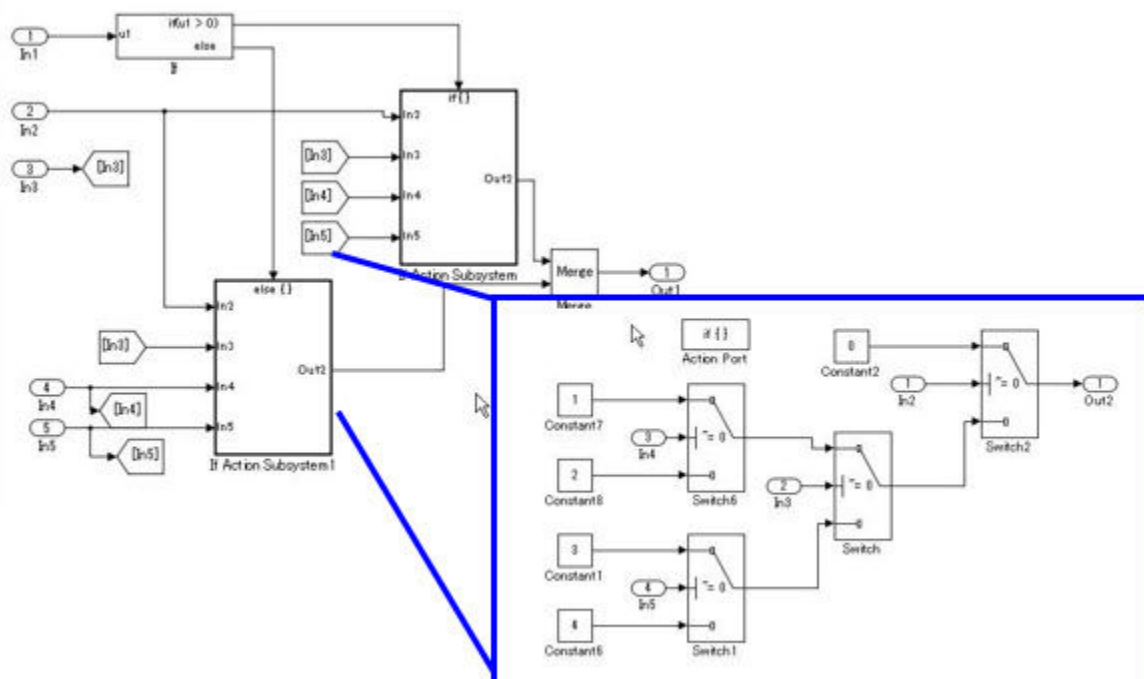 1
In1
u1
if(u1 > 0)
else
If
2
In2
3
In3
[In3]
if { }
In2
[In3]
In3
[In4]
In4
[In5]
In5
Out2
If Action Subsystem
Merge
Merge
1
Out1
else { }
In2
[In3]
In3
4
In4
In4
[In4]
5
In5
In5
[In5]
Out2
If Action Subsystem1
if { }
Action Port
0
Constant2
1
In2
~= 0
Switch2
1
Out2
1
Constant7
3
In4
~= 0
2
Constant8
Switch6
2
In3
~= 0
Switch
3
Constant1
4
In5
~= 0
4
Constant6
Switch1